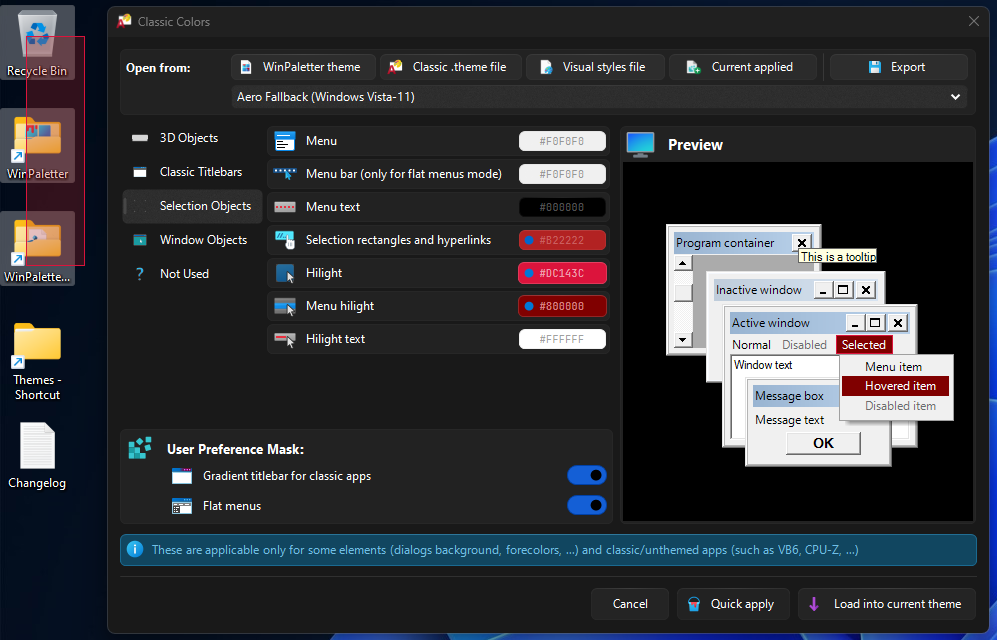 Recycle Bin
WinPaletter
WinPalette...
Themes -
Shortcut
Changelog
Classic Colors
Open from:
WinPaletter theme
Classic .theme file
Visual styles file
Current applied
Export
Aero Fallback (Windows Vista-11)
3D Objects
Classic Titlebars
Selection Objects
Window Objects
? Not Used
Menu
#F0F0F0
Menu bar (only for flat menus mode)
#F0F0F0
Menu text
#000000
Selection rectangles and hyperlinks
#B22222
Hilight
#DC143C
Menu hilight
#800000
Hilight text
#FFFFFF
User Preference Mask:
Gradient titlebar for classic apps
Flat menus
Preview
Program container
This is a tooltip
Inactive window
Active window
Normal Disabled Selected
Window text
Menu item
Hovered item
Disabled item
Message box
Message text
OK
These are applicable only for some elements (dialogs background, forecolors, ...) and classic/unthemed apps (such as VB6, CPU-Z, ...)
Cancel
Quick apply
Load into current theme